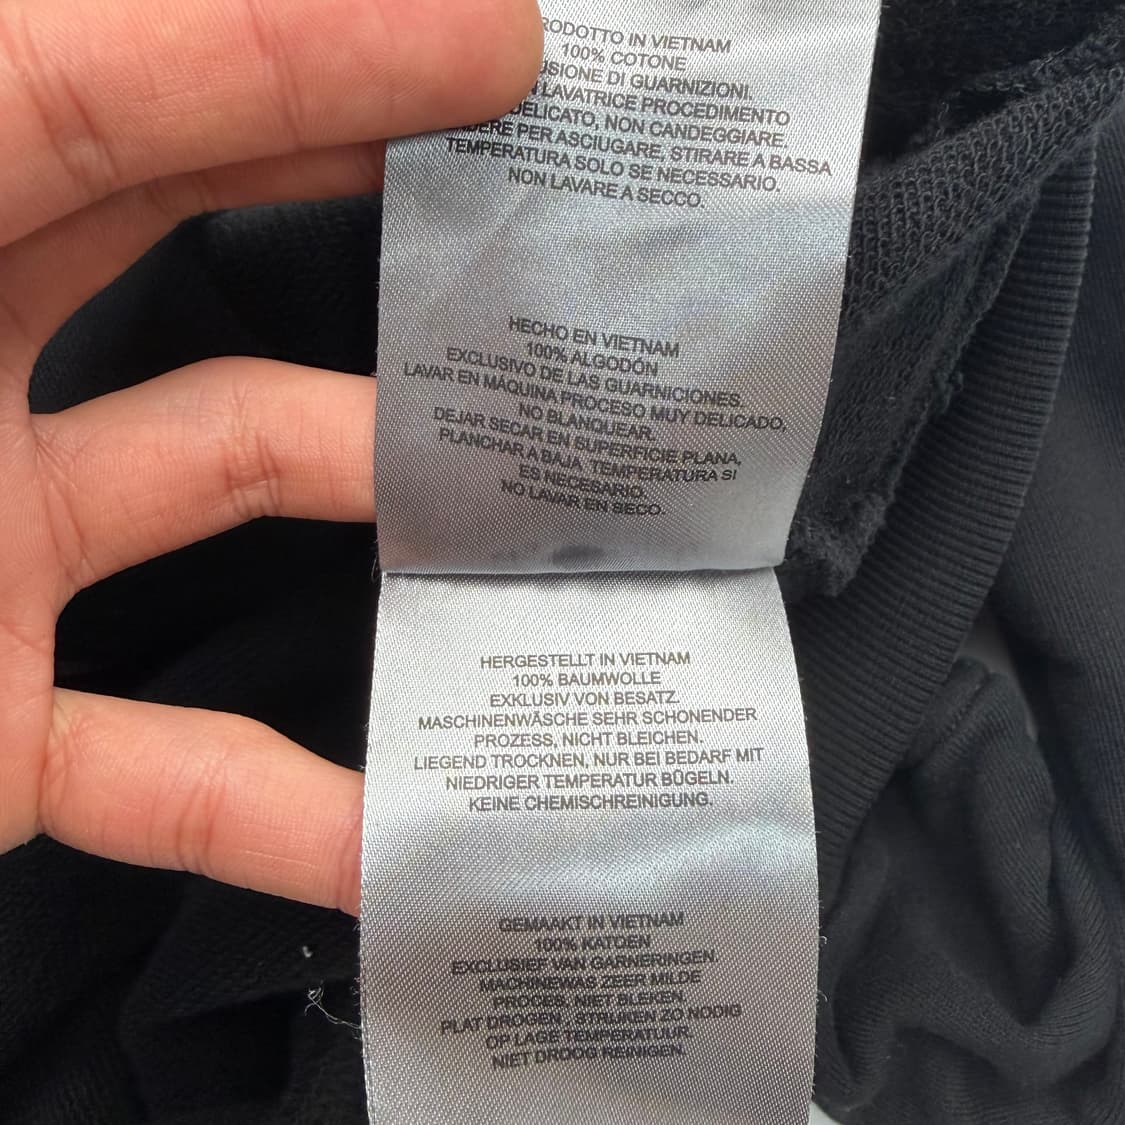 RODOTTO IN VIETNAM
100% COTONE
USIONE DI GUARNIZIONI.
LAVATRICE PROCEDIMENTO
DELICATO, NON CANDEGGIARE.
DERE PER ASCIUGARE, STIRARE A BASSA
TEMPERATURA SOLO SE NECESSARIO.
NON LAVARE A SECCO.
HECHO EN VIETNAM
100% ALGODÓN
EXCLUSIVO DE LAS GUARNICIONES.
LAVAR EN MÁQUINA PROCESO MUY DELICADO,
NO BLANQUEAR.
DEJAR SECAR EN SUPERFICIE PLANA,
PLANCHAR A BAJA TEMPERATURA SI
ES NECESARIO.
NO LAVAR EN SECO.
HERGESTELLT IN VIETNAM
100% BAUMWOLLE
EXKLUSIV VON BESATZ.
MASCHINENWÄSCHE SEHR SCHONENDER
PROZESS, NICHT BLEICHEN.
LIEGEND TROCKNEN, NUR BEI BEDARF MIT
NIEDRIGER TEMPERATUR BÜGELN.
KEINE CHEMISCHREINIGUNG.
GEMAAKT IN VIETNAM
100% KATOEN
EXCLUSIEF VAN GARNERINGEN.
MACHINEWAS ZEER MILDE
PROCES, NIET BLEKEN,
PLAT DROGEN, STRIJKEN ZO NODIG
OP LAGE TEMPERATUUR.
NIET DROOG REINIGEN.